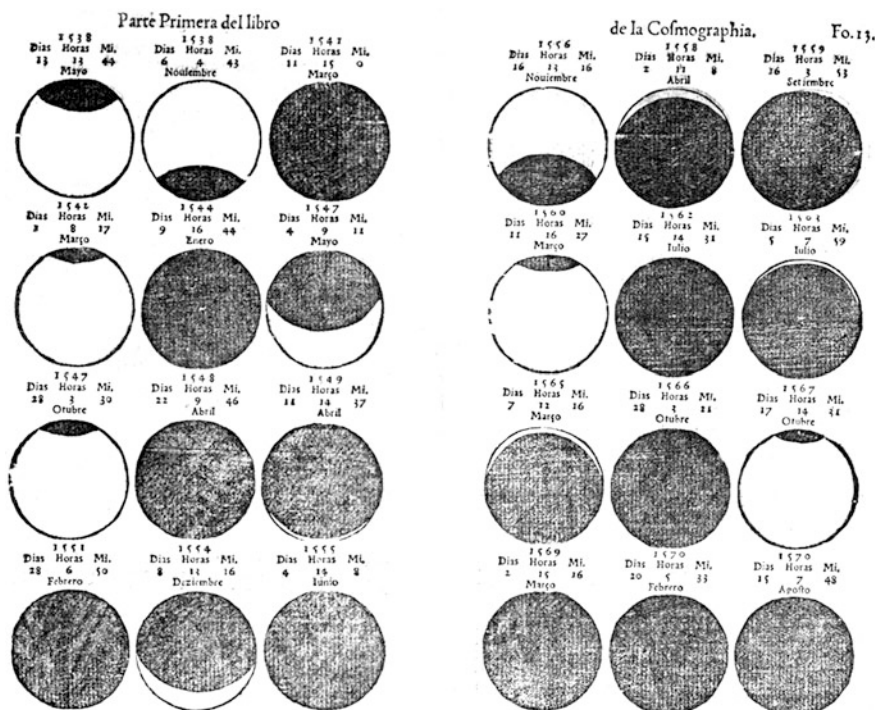 Parte Primera del libro
1538
Dias Horas Mi.
13 13 44
Mayo
1538
Dias Horas Mi.
6 4 43
Nouiembre
1541
Dias Horas Mi.
11 15 0
Março
1542
Dias Horas Mi.
8 17
Março
1544
Dias Horas Mi.
9 16 44
Enero
1547
Dias Horas Mi.
4 9 11
Mayo
1547
Dias Horas Mi.
28 3 30
Otubre
1548
Dias Horas Mi.
22 9 46
Abril
1549
Dias Horas Mi.
11 14 37
Abril
1551
Dias Horas Mi.
28 6 50
Febrero
1554
Dias Horas Mi.
8 13 16
Deziembre
1555
Dias Horas Mi.
4 14 8
Iunio
de la Cosmographia. Fo.13.
1556
Dias Horas Mi.
16 13 16
Nouiembre
1558
Dias Horas Mi.
2 11 8
Abril
1559
Dias Horas Mi.
16 3 53
Setiembre
1560
Dias Horas Mi.
11 16 27
Março
1562
Dias Horas Mi.
15 14 31
Iulio
1563
Dias Horas Mi.
5 7 59
Iulio
1565
Dias Horas Mi.
7 12 16
Março
1566
Dias Horas Mi.
28 3 21
Otubre
1567
Dias Horas Mi.
17 14 31
Otubre
1569
Dias Horas Mi.
2 15 16
Março
1570
Dias Horas Mi.
20 5 33
Febrero
1570
Dias Horas Mi.
15 7 48
Agosto